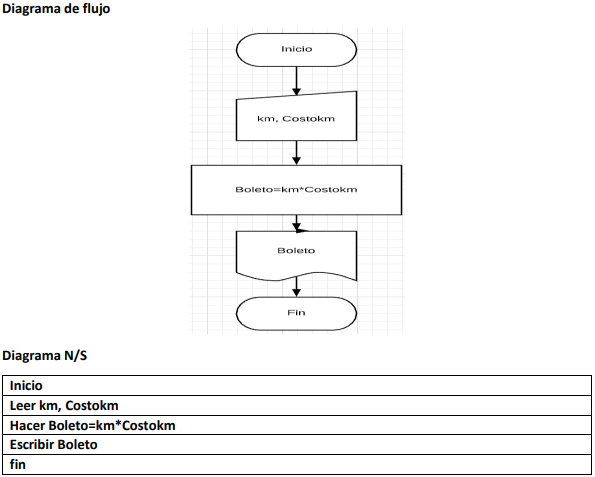 Diagrama de flujo
Inicio
km, Costokm
Boleto=km*Costokm
Boleto
Fin
Diagrama N/S
Inicio
Leer km, Costokm
Hacer Boleto=km*Costokm
Escribir Boleto
fin